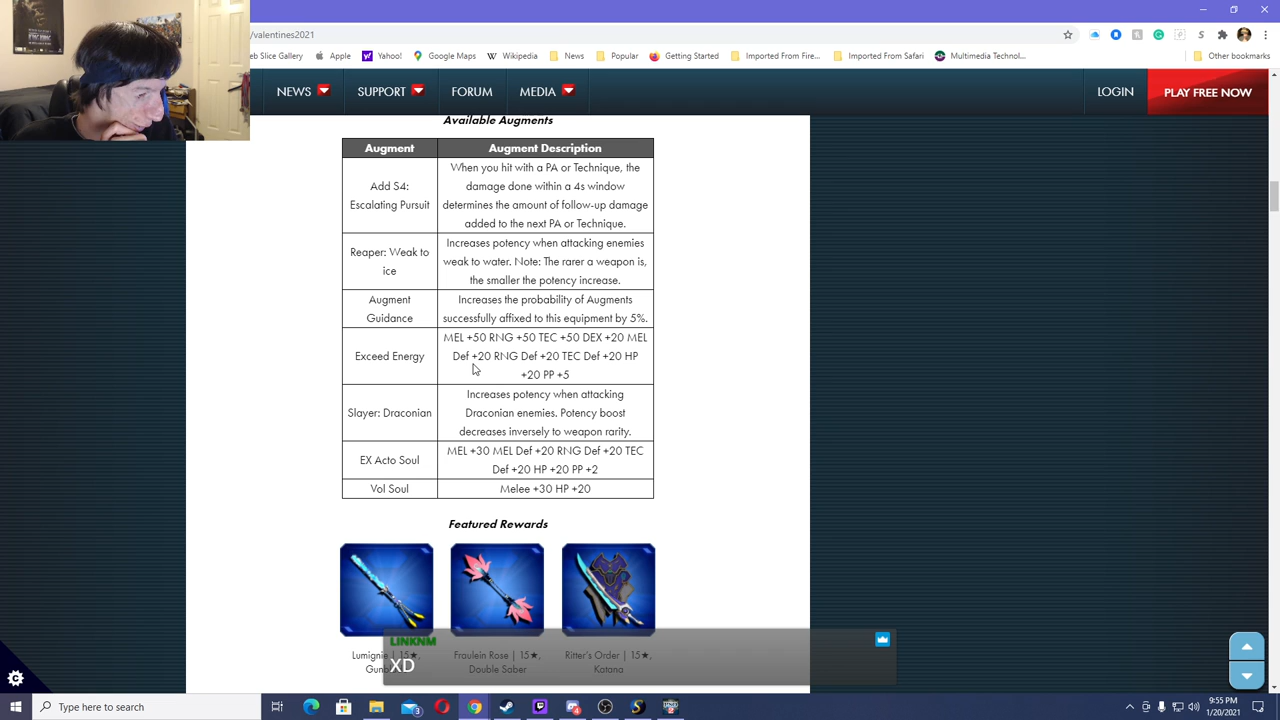 /valentines2021
eb Slice Gallery Apple Yahoo! Google Maps Wikipedia News Popular Getting Started Imported From Fire... Imported From Safari Multimedia Technol... Other bookmarks
NEWS SUPPORT FORUM MEDIA LOGIN PLAY FREE NOW
Available Augments
Augment Augment Description
Add S4:
Escalating Pursuit
When you hit with a PA or Technique, the
damage done within a 4s window
determines the amount of follow-up damage
added to the next PA or Technique.
Reaper: Weak to
ice
Increases potency when attacking enemies
weak to water. Note: The rarer a weapon is,
the smaller the potency increase.
Augment
Guidance
Increases the probability of Augments
successfully affixed to this equipment by 5%.
Exceed Energy
MEL +50 RNG +50 TEC +50 DEX +20 MEL
Def +20 RNG Def +20 TEC Def +20 HP
+20 PP +5
Slayer: Draconian
Increases potency when attacking
Draconian enemies. Potency boost
decreases inversely to weapon rarity.
EX Acto Soul
MEL +30 MEL Def +20 RNG Def +20 TEC
Def +20 HP +20 PP +2
Vol Soul
Melee +30 HP +20
Featured Rewards
LINKNM
XD
Lumignie | 15★,
Fraulein Rose | 15★,
Double Saber
Ritter's Order | 15★,
Katana
Type here to search
3
9:55 PM
1/20/2021